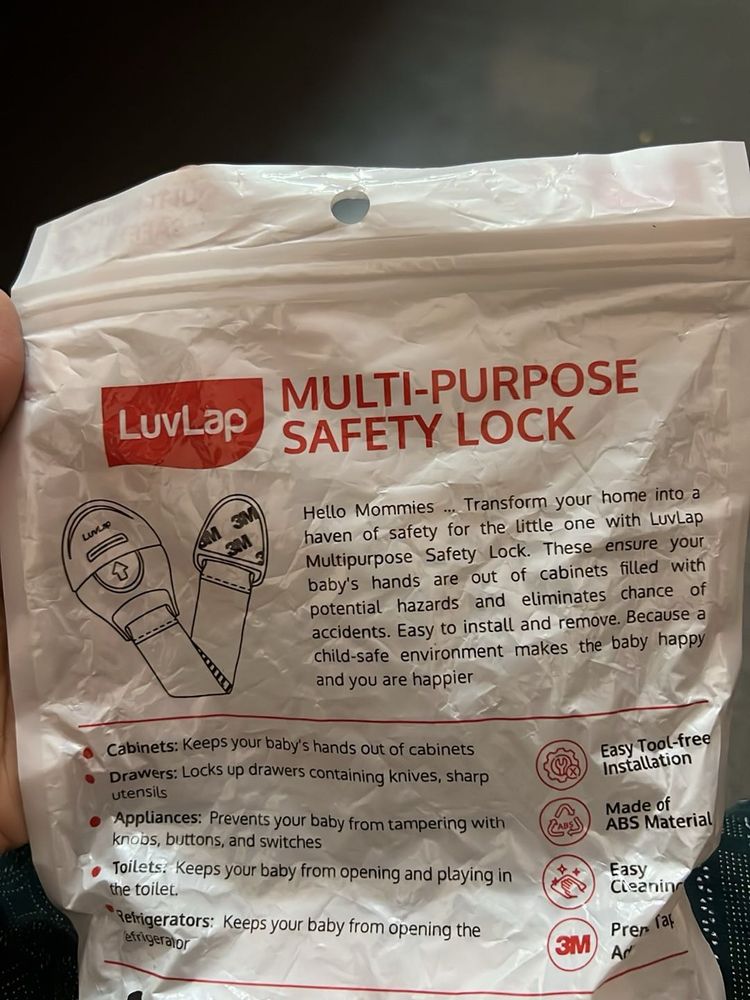 LuvLap
MULTI-PURPOSE
SAFETY LOCK
LuvLap
3M
3M
3M
Hello Mommies ... Transform your home into a
haven of safety for the little one with LuvLap
Multipurpose Safety Lock. These ensure your
baby's hands are out of cabinets filled with
potential hazards and eliminates chance of
accidents. Easy to install and remove. Because a
child-safe environment makes the baby happy
and you are happier
Cabinets: Keeps your baby's hands out of cabinets
Drawers: Locks up drawers containing knives, sharp
utensils
Appliances: Prevents your baby from tampering with
knobs, buttons, and switches
Toilets: Keeps your baby from opening and playing in
the toilet.
Refrigerators: Keeps your baby from opening the
refrigerator
Easy Tool-free
Installation
ABS
Made of
ABS Material
Easy
Cleaning
3M